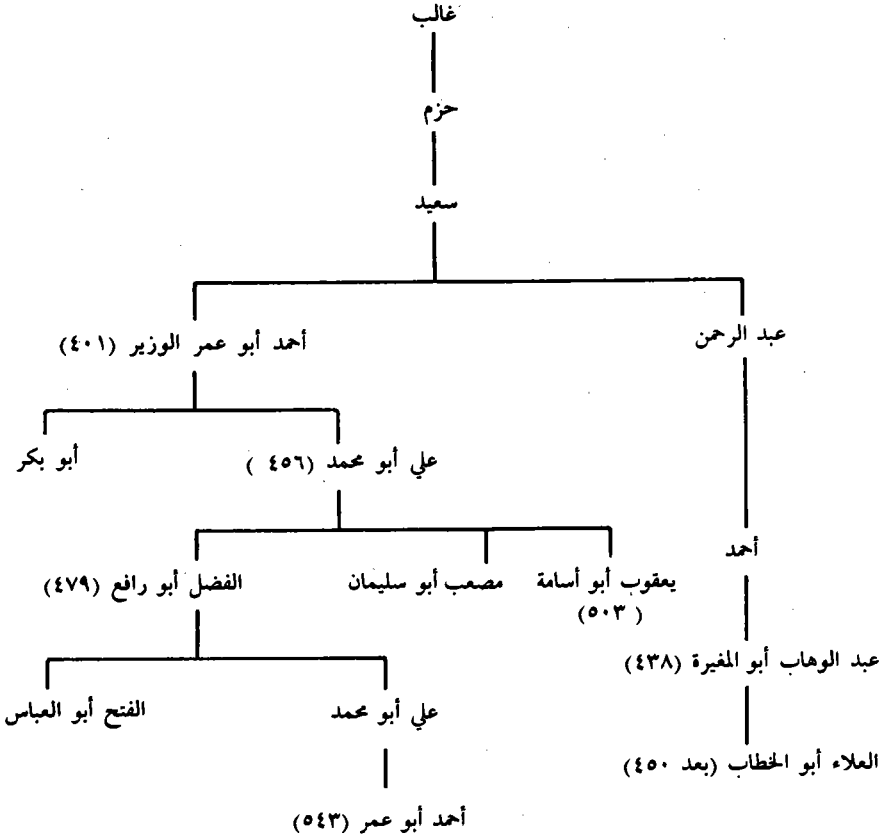 غالب
حزم
سعيد
عبد الرحمن
أحمد أبو عمر الوزير (٤٠١)
علي أبو محمد (٤٥٦ )
أبو بكر
أحمد
يعقوب أبو أسامة
(٥٠٣ )
مصعب أبو سليمان
الفضل أبو رافع (٤٧٩)
عبد الوهاب أبو المغيرة (٤٣٨)
علي أبو محمد
الفتح أبو العباس
العلاء أبو الخطاب (بعد ٤٥٠)
أحمد أبو عمر (٥٤٣)